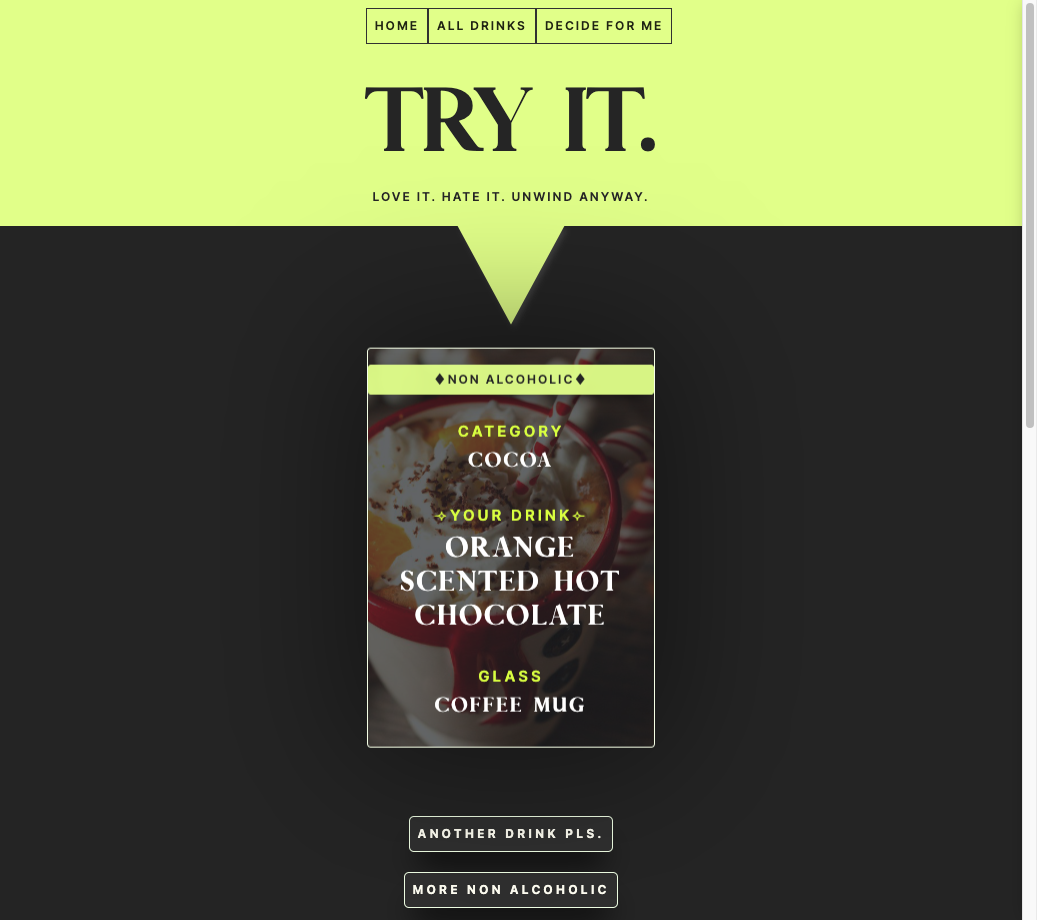 HOME ALL DRINKS DECIDE FOR ME
TRY IT.
LOVE IT. HATE IT. UNWIND ANYWAY.
♦NON ALCOHOLIC♦
CATEGORY
COCOA
✧YOUR DRINK✧
ORANGE
SCENTED HOT
CHOCOLATE
GLASS
COFFEE MUG
ANOTHER DRINK PLS.
MORE NON ALCOHOLIC